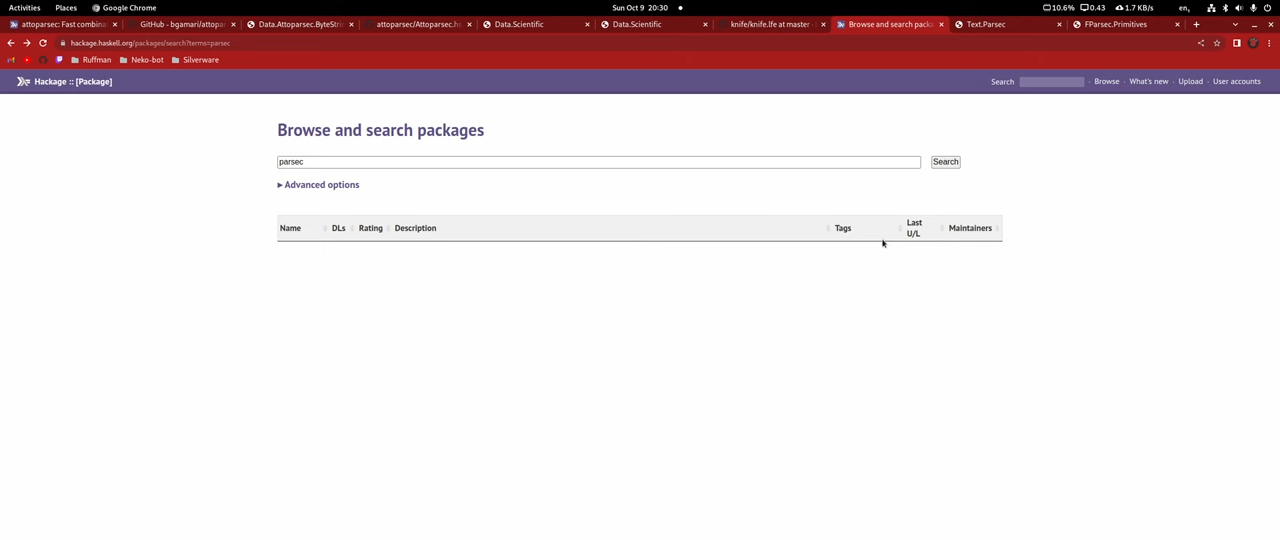 Activities Places Google Chrome Sun Oct 9 20:30 10.6% 0.43 1.7 KB/s en₁
attoparsec: Fast combina GitHub - bgamari/attopar Data.Attoparsec.ByteStri attoparsec/Attoparsec.h Data.Scientific Data.Scientific knife/knife.lfe at master Browse and search packa Text.Parsec FParsec.Primitives
hackage.haskell.org/packages/search?terms=parsec
Ruffman Neko-bot Silverware
Hackage :: [Package] Search Browse · What's new · Upload · User accounts
Browse and search packages
parsec Search
▸ Advanced options
Name DLs Rating Description Tags Last U/L Maintainers